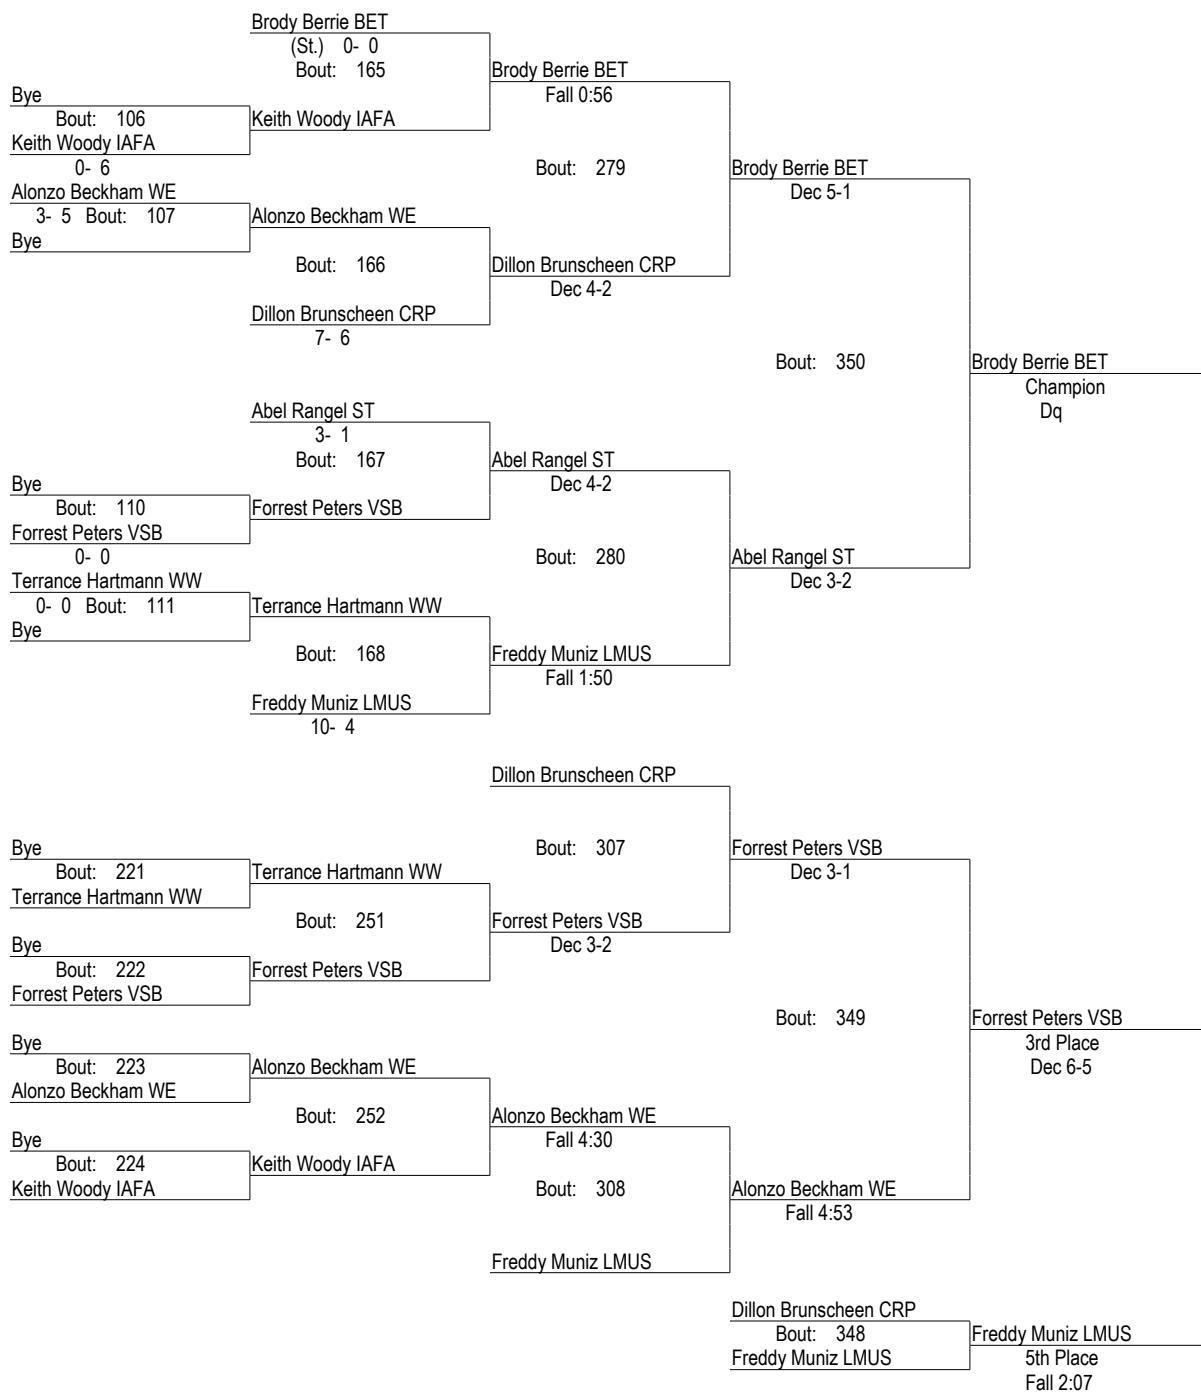 Brody Berrie BET
(St.) 0- 0
Bout: 165
Brody Berrie BET
Fall 0:56
Bye
Bout: 106
Keith Woody IAFA
Keith Woody IAFA
0- 6
Bout: 279
Brody Berrie BET
Dec 5-1
Alonzo Beckham WE
3- 5 Bout: 107
Alonzo Beckham WE
Bye
Bout: 166
Dillon Brunscheen CRP
Dec 4-2
Dillon Brunscheen CRP
7- 6
Bout: 350
Brody Berrie BET
Champion
Dq
Abel Rangel ST
3- 1
Bout: 167
Abel Rangel ST
Dec 4-2
Bye
Bout: 110
Forrest Peters VSB
Forrest Peters VSB
0- 0
Bout: 280
Abel Rangel ST
Dec 3-2
Terrance Hartmann WW
0- 0 Bout: 111
Terrance Hartmann WW
Bye
Bout: 168
Freddy Muniz LMUS
Fall 1:50
Freddy Muniz LMUS
10- 4
Dillon Brunscheen CRP
Bout: 307
Forrest Peters VSB
Dec 3-1
Bye
Bout: 221
Terrance Hartmann WW
Terrance Hartmann WW
Bout: 251
Forrest Peters VSB
Dec 3-2
Bye
Bout: 222
Forrest Peters VSB
Forrest Peters VSB
Bout: 349
Forrest Peters VSB
3rd Place
Dec 6-5
Bye
Bout: 223
Alonzo Beckham WE
Alonzo Beckham WE
Bout: 252
Alonzo Beckham WE
Fall 4:30
Bye
Bout: 224
Keith Woody IAFA
Keith Woody IAFA
Bout: 308
Alonzo Beckham WE
Fall 4:53
Freddy Muniz LMUS
Dillon Brunscheen CRP
Bout: 348
Freddy Muniz LMUS
Freddy Muniz LMUS
5th Place
Fall 2:07